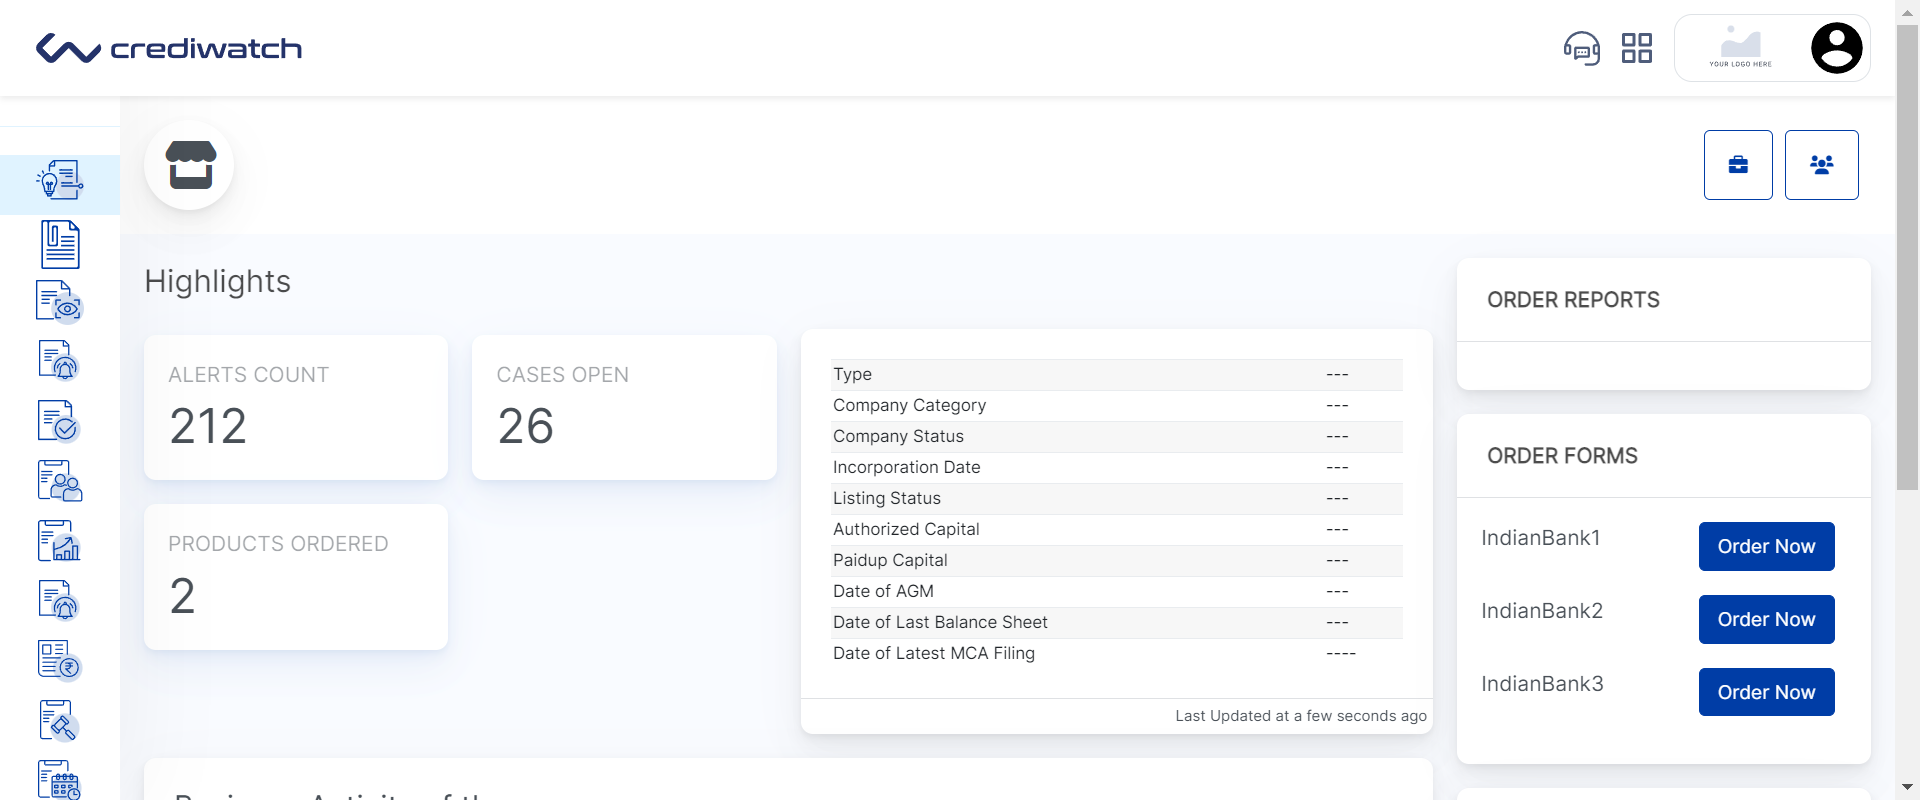 crediwatch
YOUR LOGO HERE
Highlights
ALERTS COUNT
212
CASES OPEN
26
PRODUCTS ORDERED
2
Type ---
Company Category ---
Company Status ---
Incorporation Date ---
Listing Status ---
Authorized Capital ---
Paidup Capital ---
Date of AGM ---
Date of Last Balance Sheet ---
Date of Latest MCA Filing ----
Last Updated at a few seconds ago
ORDER REPORTS
ORDER FORMS
IndianBank1 Order Now
IndianBank2 Order Now
IndianBank3 Order Now